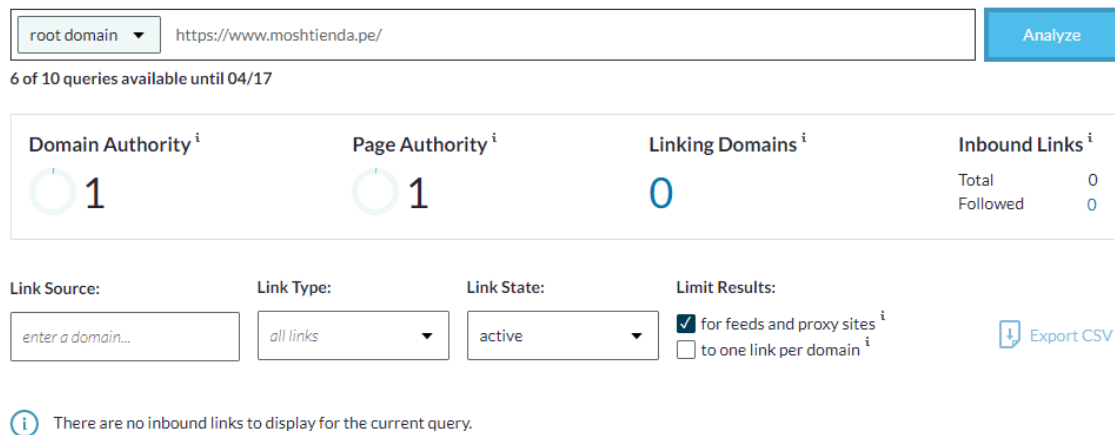 root domain https://www.moshtienda.pe/ Analyze
6 of 10 queries available until 04/17
Domain Authority i Page Authority i Linking Domains i Inbound Links i
1 1 0
Total 0
Followed 0
Link Source: Link Type: Link State: Limit Results:
enter a domain... all links active
for feeds and proxy sites i
to one link per domain i
Export CSV
i There are no inbound links to display for the current query.